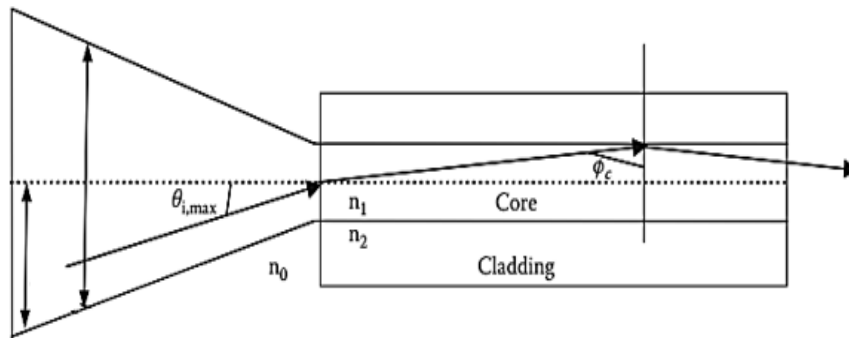 ϕc
θi,max
n1
Core
n2
n0
Cladding